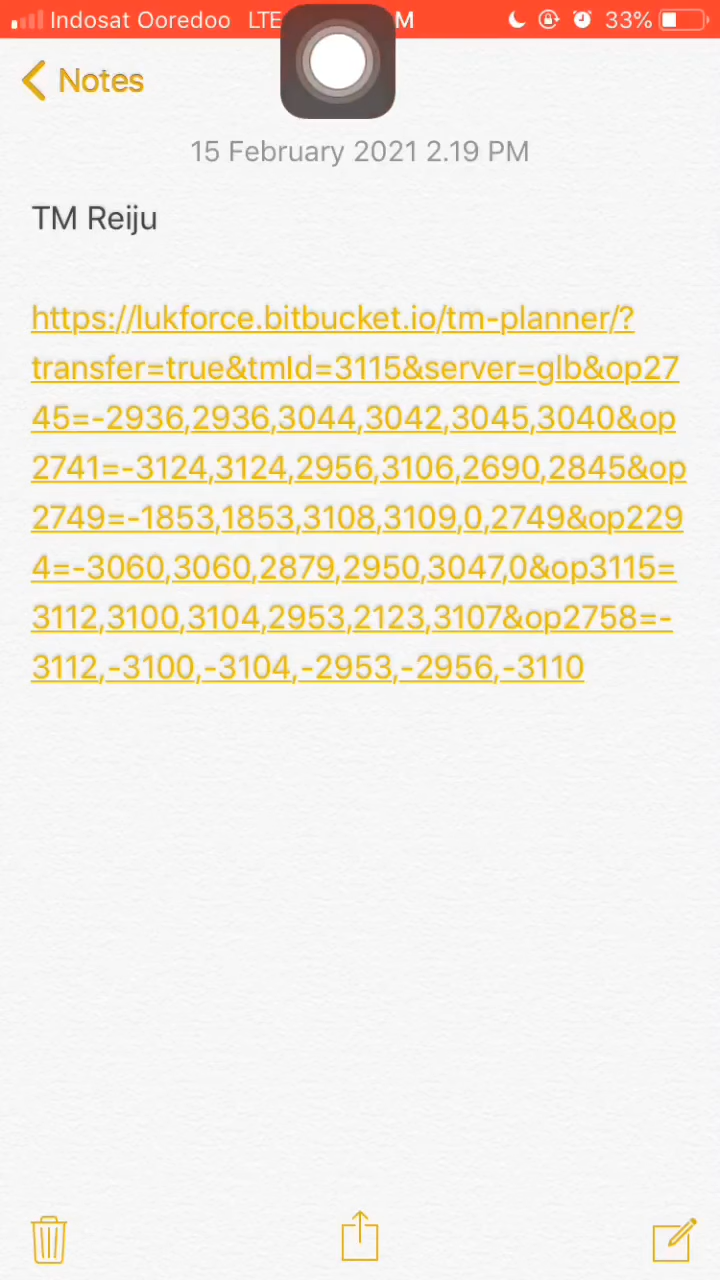 Indosat Ooredoo LTE M 33%
Notes
15 February 2021 2.19 PM
TM Reiju
https://lukforce.bitbucket.io/tm-planner/?
transfer=true&tmId=3115&server=glb&op27
45=-2936,2936,3044,3042,3045,3040&op
2741=-3124,3124,2956,3106,2690,2845&op
2749=-1853,1853,3108,3109,0,2749&op229
4=-3060,3060,2879,2950,3047,0&op3115=
3112,3100,3104,2953,2123,3107&op2758=-
3112,-3100,-3104,-2953,-2956,-3110